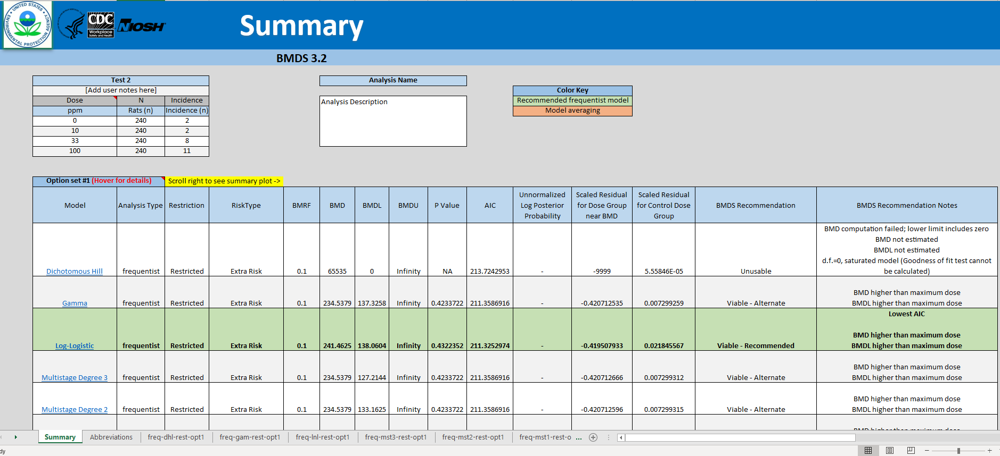 UNITED STATES
ENVIRONMENTAL PROTECTION AGENCY
CDC
Workplace
Safety and Health
NIOSH
Summary
BMDS 3.2
Test 2
[Add user notes here]
Dose N Incidence
ppm Rats (n) Incidence (n)
0 240 2
10 240 2
33 240 8
100 240 11
Analysis Name
Analysis Description
Color Key
Recommended frequentist model
Model averaging
Option set #1 (Hover for details) Scroll right to see summary plot ->
Model Analysis Type Restriction RiskType BMRF BMD BMDL BMDU P Value AIC Unnormalized Log Posterior Probability Scaled Residual for Dose Group near BMD Scaled Residual for Control Dose Group BMDS Recommendation BMDS Recommendation Notes
BMD computation failed; lower limit includes zero
BMD not estimated
BMDL not estimated
d.f.=0, saturated model (Goodness of fit test cannot
Dichotomous Hill frequentist Restricted Extra Risk 0.1 65535 0 Infinity NA 213.7242953 - -9999 5.55846E-05 Unusable be calculated)
BMD higher than maximum dose
Gamma frequentist Restricted Extra Risk 0.1 234.5379 137.3258 Infinity 0.4233722 211.3586916 - -0.420712535 0.007299259 Viable - Alternate BMDL higher than maximum dose
Lowest AIC
BMD higher than maximum dose
Log-Logistic frequentist Restricted Extra Risk 0.1 241.4625 138.0604 Infinity 0.4322352 211.3252974 - -0.419507933 0.021845567 Viable - Recommended BMDL higher than maximum dose
BMD higher than maximum dose
Multistage Degree 3 frequentist Restricted Extra Risk 0.1 234.5379 127.2144 Infinity 0.4233722 211.3586916 - -0.420712666 0.007299312 Viable - Alternate BMDL higher than maximum dose
BMD higher than maximum dose
Multistage Degree 2 frequentist Restricted Extra Risk 0.1 234.5379 133.1625 Infinity 0.4233722 211.3586916 - -0.420712596 0.007299315 Viable - Alternate BMDL higher than maximum dose
Summary Abbreviations freq-dhl-rest-opt1 freq-gam-rest-opt1 freq-lnl-rest-opt1 freq-mst3-rest-opt1 freq-mst2-rest-opt1 freq-mst1-rest-o ...
dy